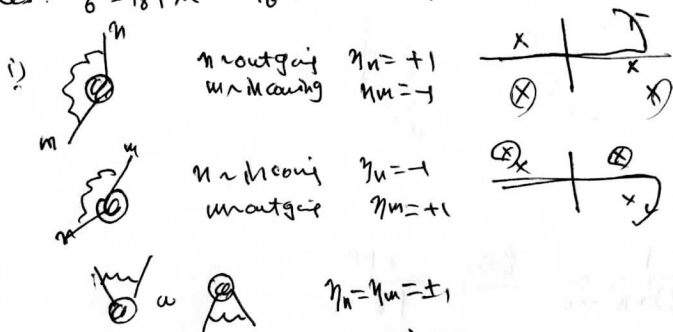 i)
n
n ~ outgoing ηn = +1
m ~ incoming ηm = -1
m
m
n ~ incoming ηn = -1
m ~ outgoing ηm = +1
n
ηn = ηm = ±1